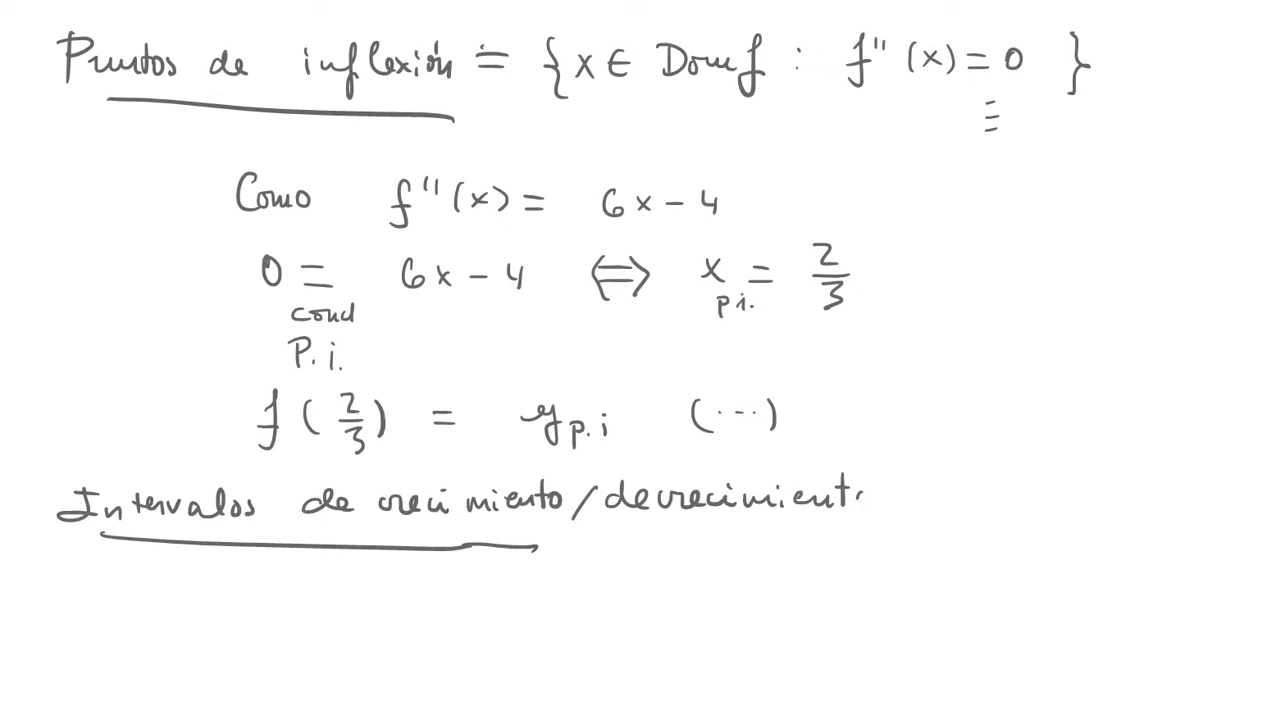 Puntos de inflexión = { x ∈ Dom f : f''(x) = 0 }
Como f''(x) = 6x - 4
0 = 6x - 4 ⟺ x = 2/3
cond p.i.
P.i.
f(2/3) = y p.i (...)
Intervalos de crecimiento/decrecimient